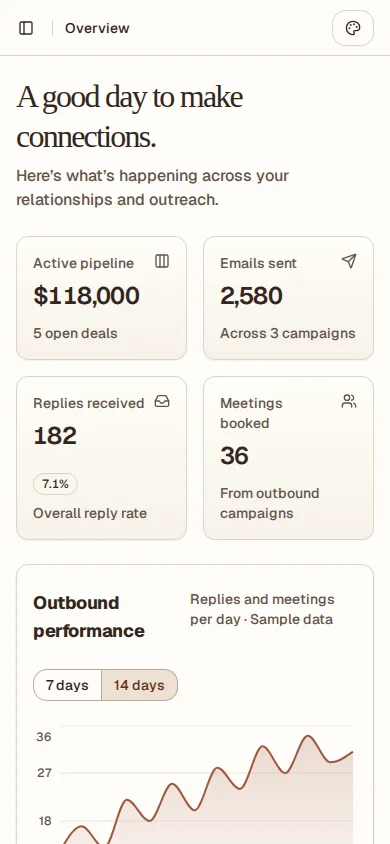 Overview
A good day to make
connections.
Here’s what’s happening across your
relationships and outreach.
Active pipeline
$118,000
5 open deals
Emails sent
2,580
Across 3 campaigns
Replies received
182
7.1%
Overall reply rate
Meetings
booked
36
From outbound
campaigns
Outbound
performance
Replies and meetings
per day · Sample data
7 days
14 days
36
27
18